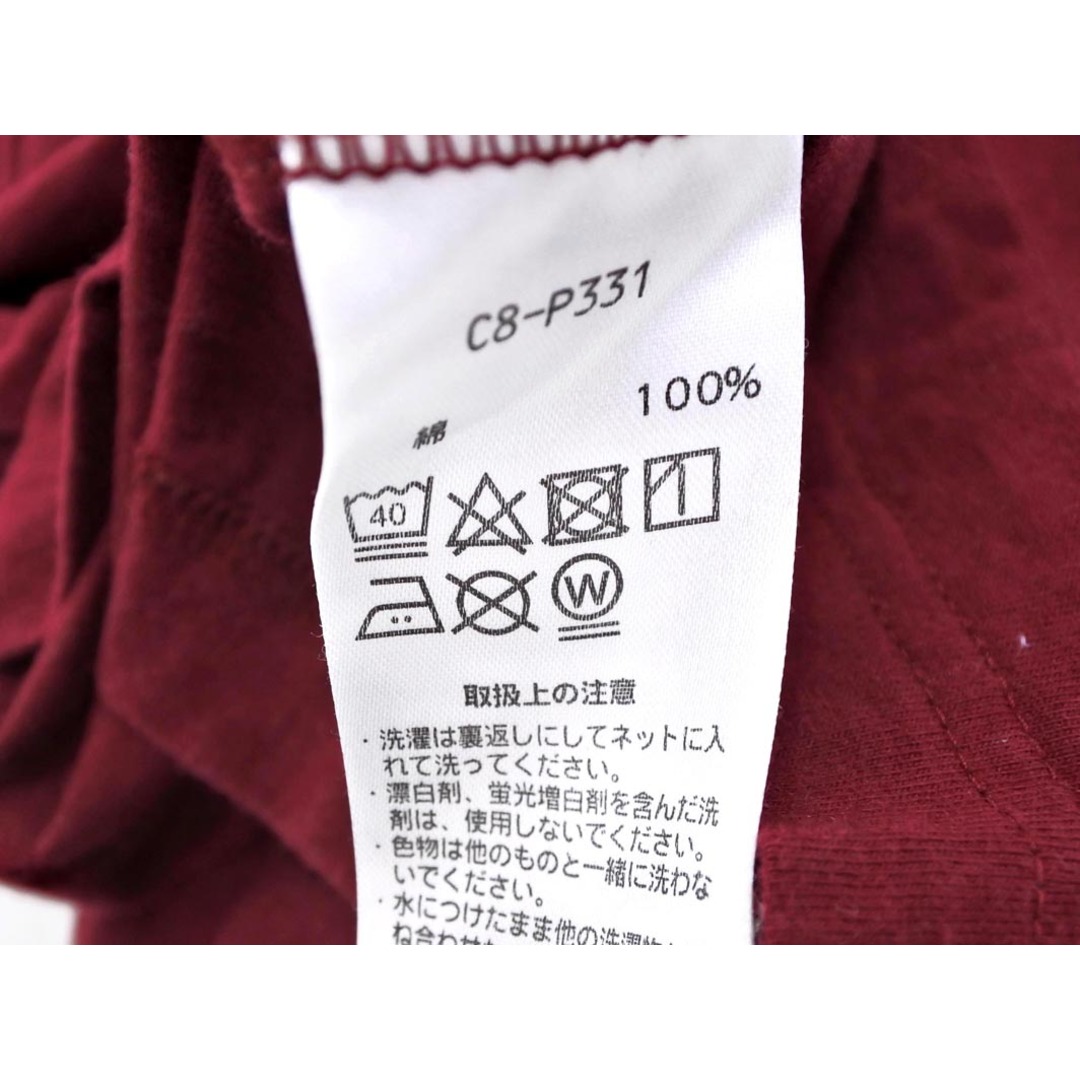 C8-P331
綿 100%
40
W
取扱上の注意
・洗濯は裏返しにしてネットに入
れて洗ってください。
・漂白剤、蛍光増白剤を含んだ洗
剤は、使用しないでください。
・色物は他のものと一緒に洗わな
いでください。
・水につけたまま他の洗濯物
ね合わせ